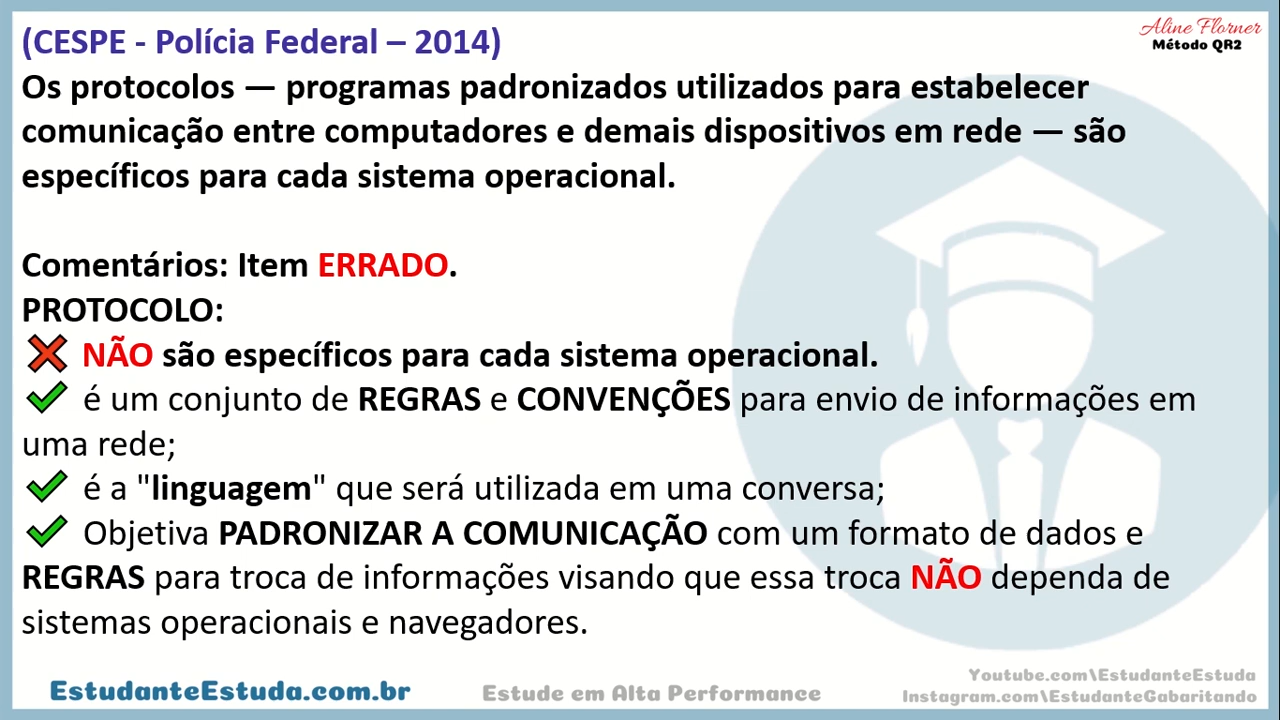 (CESPE - Polícia Federal – 2014)
Aline Florner
Método QR2
Os protocolos — programas padronizados utilizados para estabelecer
comunicação entre computadores e demais dispositivos em rede — são
específicos para cada sistema operacional.
Comentários: Item ERRADO.
PROTOCOLO:
NÃO são específicos para cada sistema operacional.
é um conjunto de REGRAS e CONVENÇÕES para envio de informações em
uma rede;
é a "linguagem" que será utilizada em uma conversa;
Objetiva PADRONIZAR A COMUNICAÇÃO com um formato de dados e
REGRAS para troca de informações visando que essa troca NÃO dependa de
sistemas operacionais e navegadores.
EstudanteEstuda.com.br
Estude em Alta Performance
Youtube.com\EstudanteEstuda
Instagram.com\EstudanteGabaritando